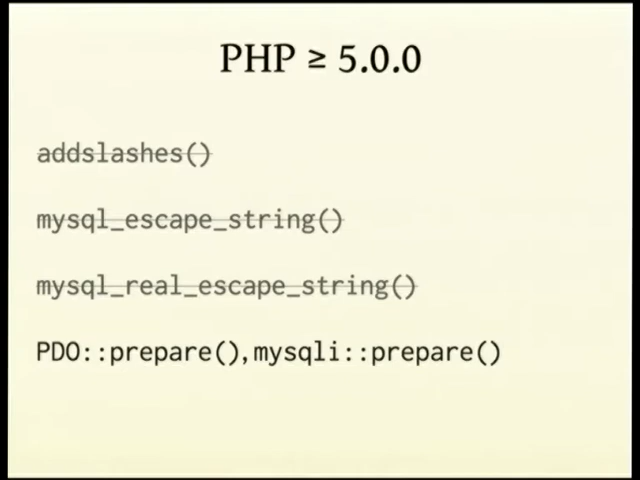 PHP ≥ 5.0.0
addslashes()
mysql_escape_string()
mysql_real_escape_string()
PDO::prepare(),mysqli::prepare()